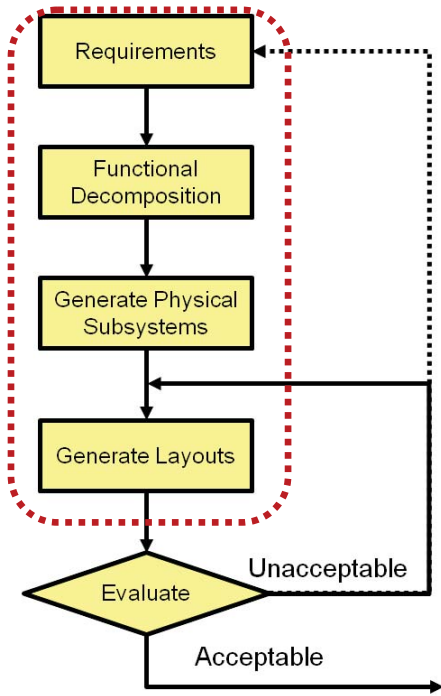 Requirements
Functional
Decomposition
Generate Physical
Subsystems
Generate Layouts
Evaluate
Unacceptable
Acceptable